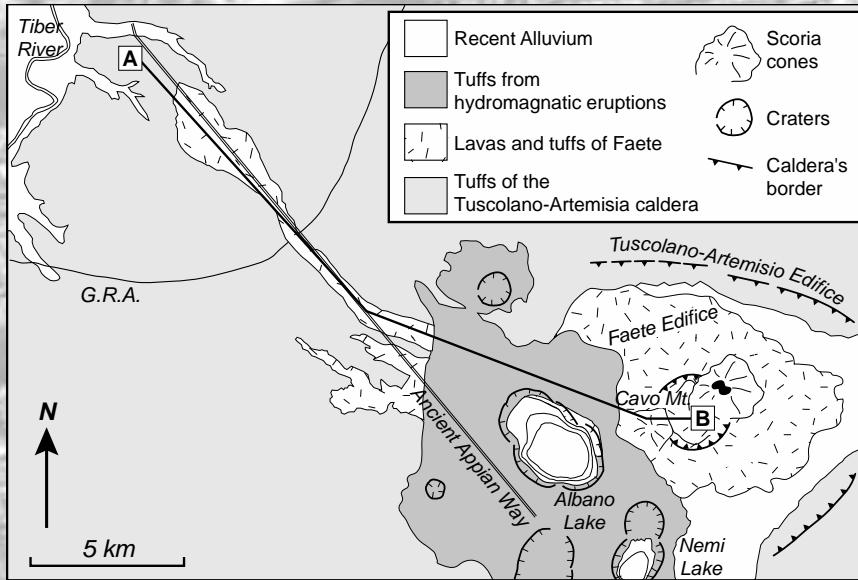 Tiber
River
A
Recent Alluvium
Tuffs from
hydromagnatic eruptions
Lavas and tuffs of Faete
Tuffs of the
Tuscolano-Artemisia caldera
Scoria
cones
Craters
Caldera's
border
G.R.A.
Tuscolano-Artemisio Edifice
Faete Edifice
Cavo Mt.
B
Ancient Appian Way
N
Albano
Lake
Nemi
Lake
5 km